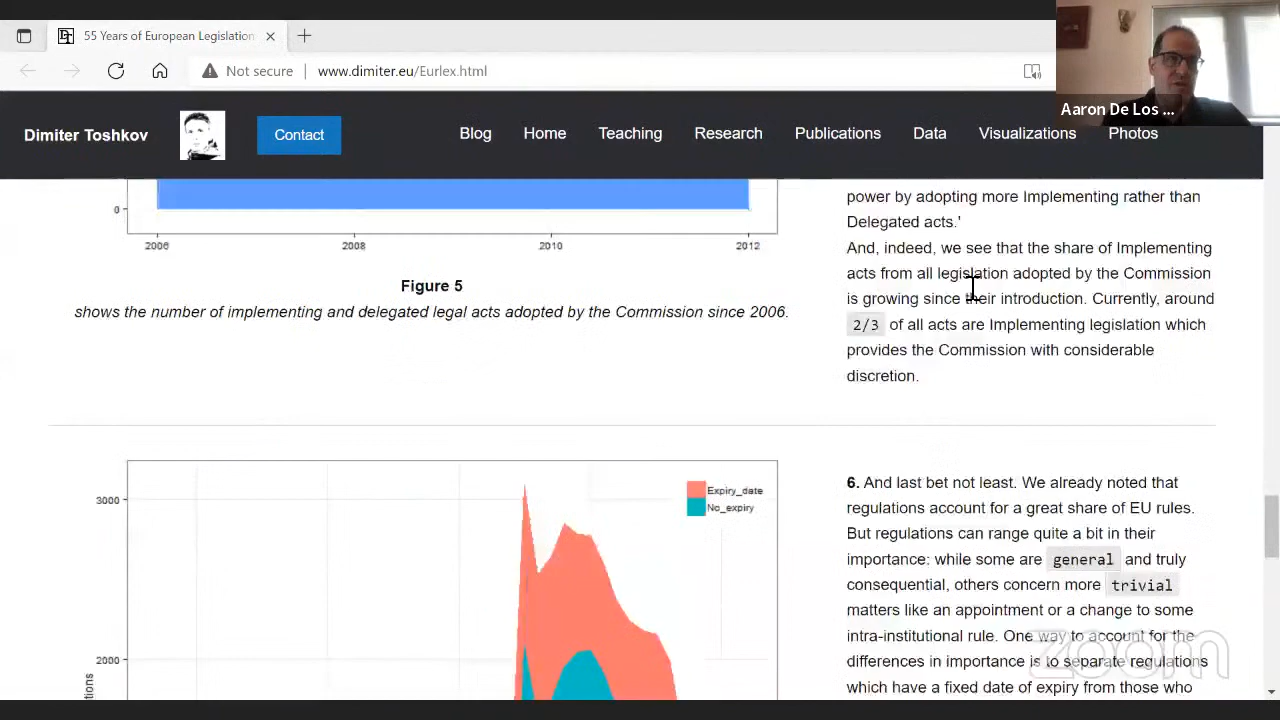 55 Years of European Legislation
Not secure
www.dimiter.eu/Eurlex.html
Aaron De Los ...
Dimiter Toshkov
Contact
Blog
Home
Teaching
Research
Publications
Data
Visualizations
Photos
0
2006
2008
2010
2012
Figure 5
shows the number of implementing and delegated legal acts adopted by the Commission since 2006.
power by adopting more Implementing rather than
Delegated acts.'
And, indeed, we see that the share of Implementing
acts from all legislation adopted by the Commission
is growing since their introduction. Currently, around
2/3 of all acts are Implementing legislation which
provides the Commission with considerable
discretion.
3000
2000
Expiry_date
No_expiry
6. And last bet not least. We already noted that
regulations account for a great share of EU rules.
But regulations can range quite a bit in their
importance: while some are general and truly
consequential, others concern more trivial
matters like an appointment or a change to some
intra-institutional rule. One way to account for the
differences in importance is to separate regulations
which have a fixed date of expiry from those who
zoom